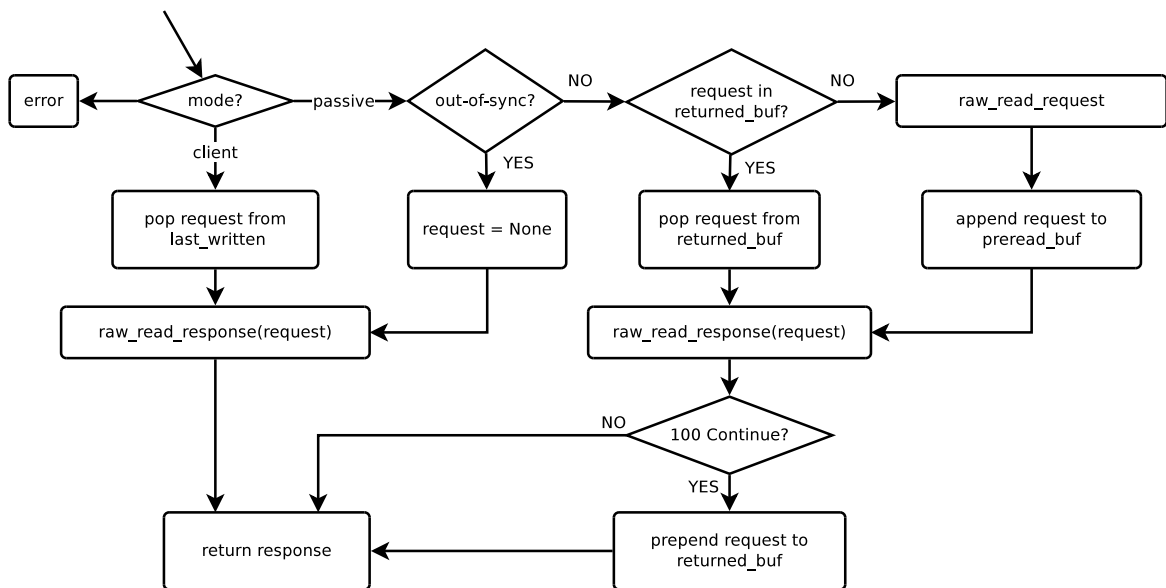 error
mode?
passive
out-of-sync?
NO
request in
returned_buf?
NO
raw_read_request
client
YES
YES
pop request from
last_written
request = None
pop request from
returned_buf
append request to
preread_buf
raw_read_response(request)
raw_read_response(request)
NO
100 Continue?
YES
return response
prepend request to
returned_buf